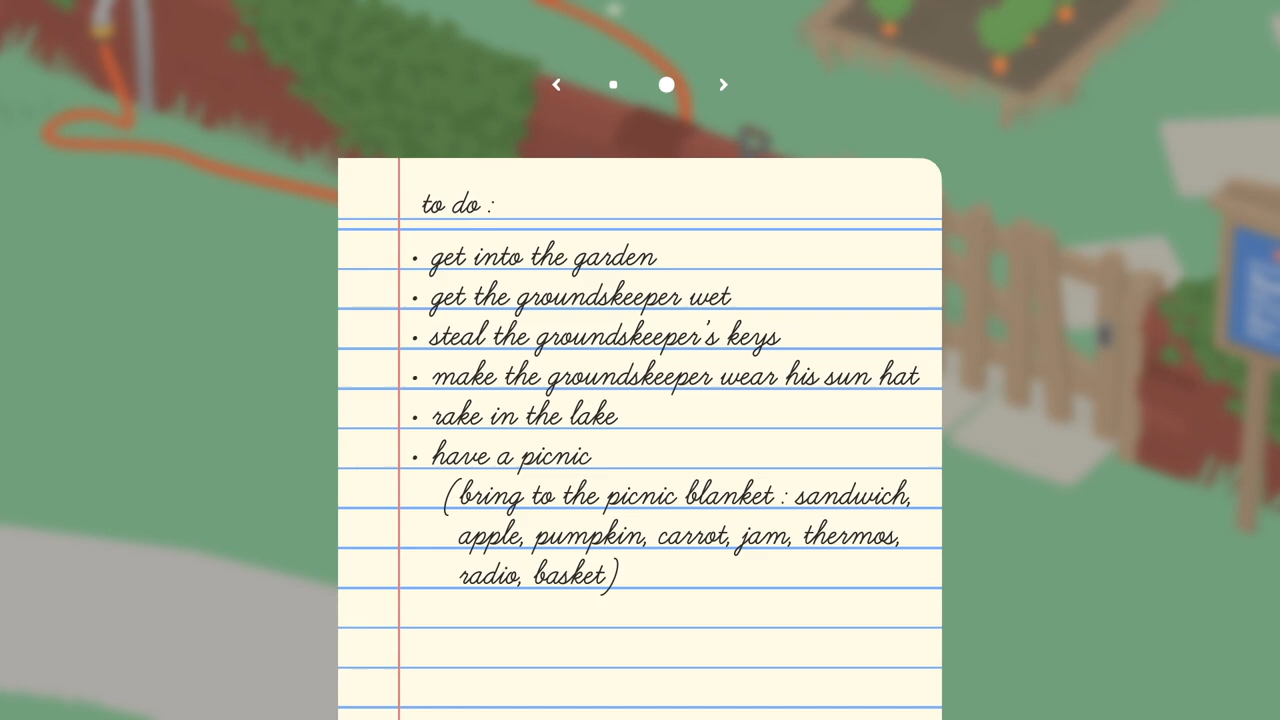 to do :
• get into the garden
• get the groundskeeper wet
• steal the groundskeeper's keys
• make the groundskeeper wear his sun hat
• rake in the lake
• have a picnic
(bring to the picnic blanket : sandwich,
apple, pumpkin, carrot, jam, thermos,
radio, basket)